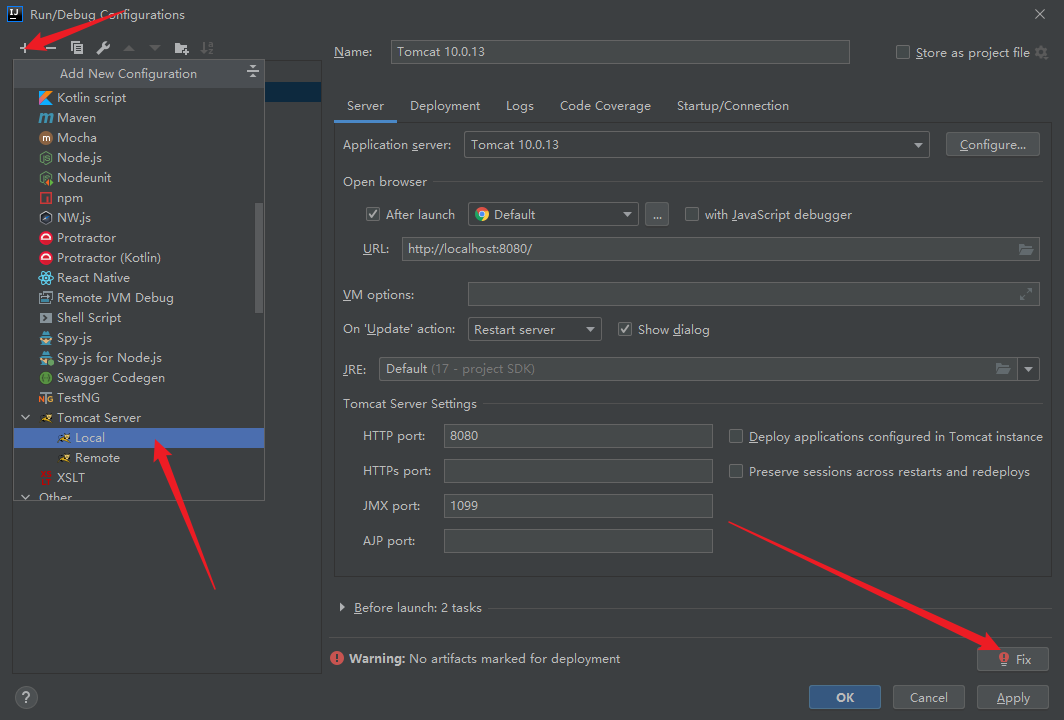 Run/Debug Configurations
Add New Configuration
Kotlin script
Maven
Mocha
Node.js
Nodeunit
npm
NW.js
Protractor
Protractor (Kotlin)
React Native
Remote JVM Debug
Shell Script
Spy-js
Spy-js for Node.js
Swagger Codegen
TestNG
Tomcat Server
Local
Remote
XSLT
Other
Name: Tomcat 10.0.13 Store as project file
Server Deployment Logs Code Coverage Startup/Connection
Application server: Tomcat 10.0.13 Configure...
Open browser
After launch Default ... with JavaScript debugger
URL: http://localhost:8080/
VM options:
On 'Update' action: Restart server Show dialog
JRE: Default (17 - project SDK)
Tomcat Server Settings
HTTP port: 8080 Deploy applications configured in Tomcat instance
HTTPs port: Preserve sessions across restarts and redeploys
JMX port: 1099
AJP port:
Before launch: 2 tasks
Warning: No artifacts marked for deployment Fix
? OK Cancel Apply